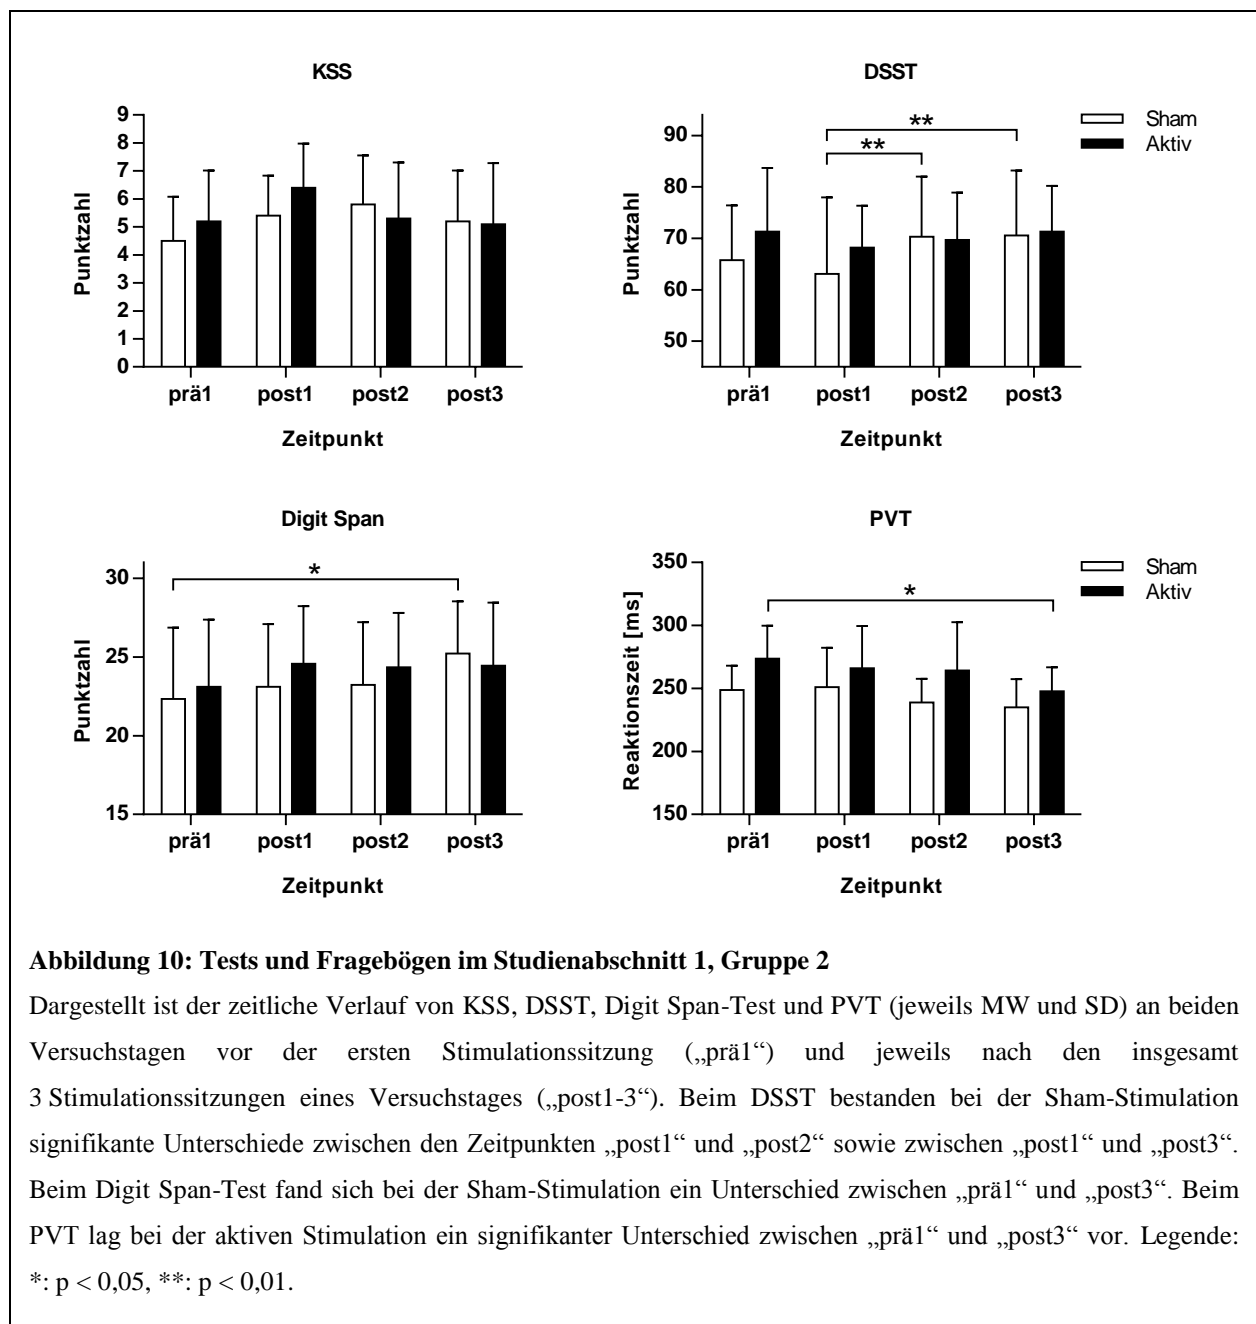 KSS
9
8
7
6
5
4
3
2
1
0
Punktzahl
prä1 post1 post2 post3
Zeitpunkt
DSST
90
80
70
60
50
Punktzahl
** **
prä1 post1 post2 post3
Zeitpunkt
Sham
Aktiv
Digit Span
30
25
20
15
Punktzahl
*
prä1 post1 post2 post3
Zeitpunkt
PVT
350
300
250
200
150
Reaktionszeit [ms]
*
prä1 post1 post2 post3
Zeitpunkt
Sham
Aktiv
Abbildung 10: Tests und Fragebögen im Studienabschnitt 1, Gruppe 2
Dargestellt ist der zeitliche Verlauf von KSS, DSST, Digit Span-Test und PVT (jeweils MW und SD) an beiden
Versuchstagen vor der ersten Stimulationssitzung („prä1“) und jeweils nach den insgesamt
3 Stimulationssitzungen eines Versuchstages („post1-3“). Beim DSST bestanden bei der Sham-Stimulation
signifikante Unterschiede zwischen den Zeitpunkten „post1“ und „post2“ sowie zwischen „post1“ und „post3“.
Beim Digit Span-Test fand sich bei der Sham-Stimulation ein Unterschied zwischen „prä1“ und „post3“. Beim
PVT lag bei der aktiven Stimulation ein signifikanter Unterschied zwischen „prä1“ und „post3“ vor. Legende:
*: p < 0,05, **: p < 0,01.